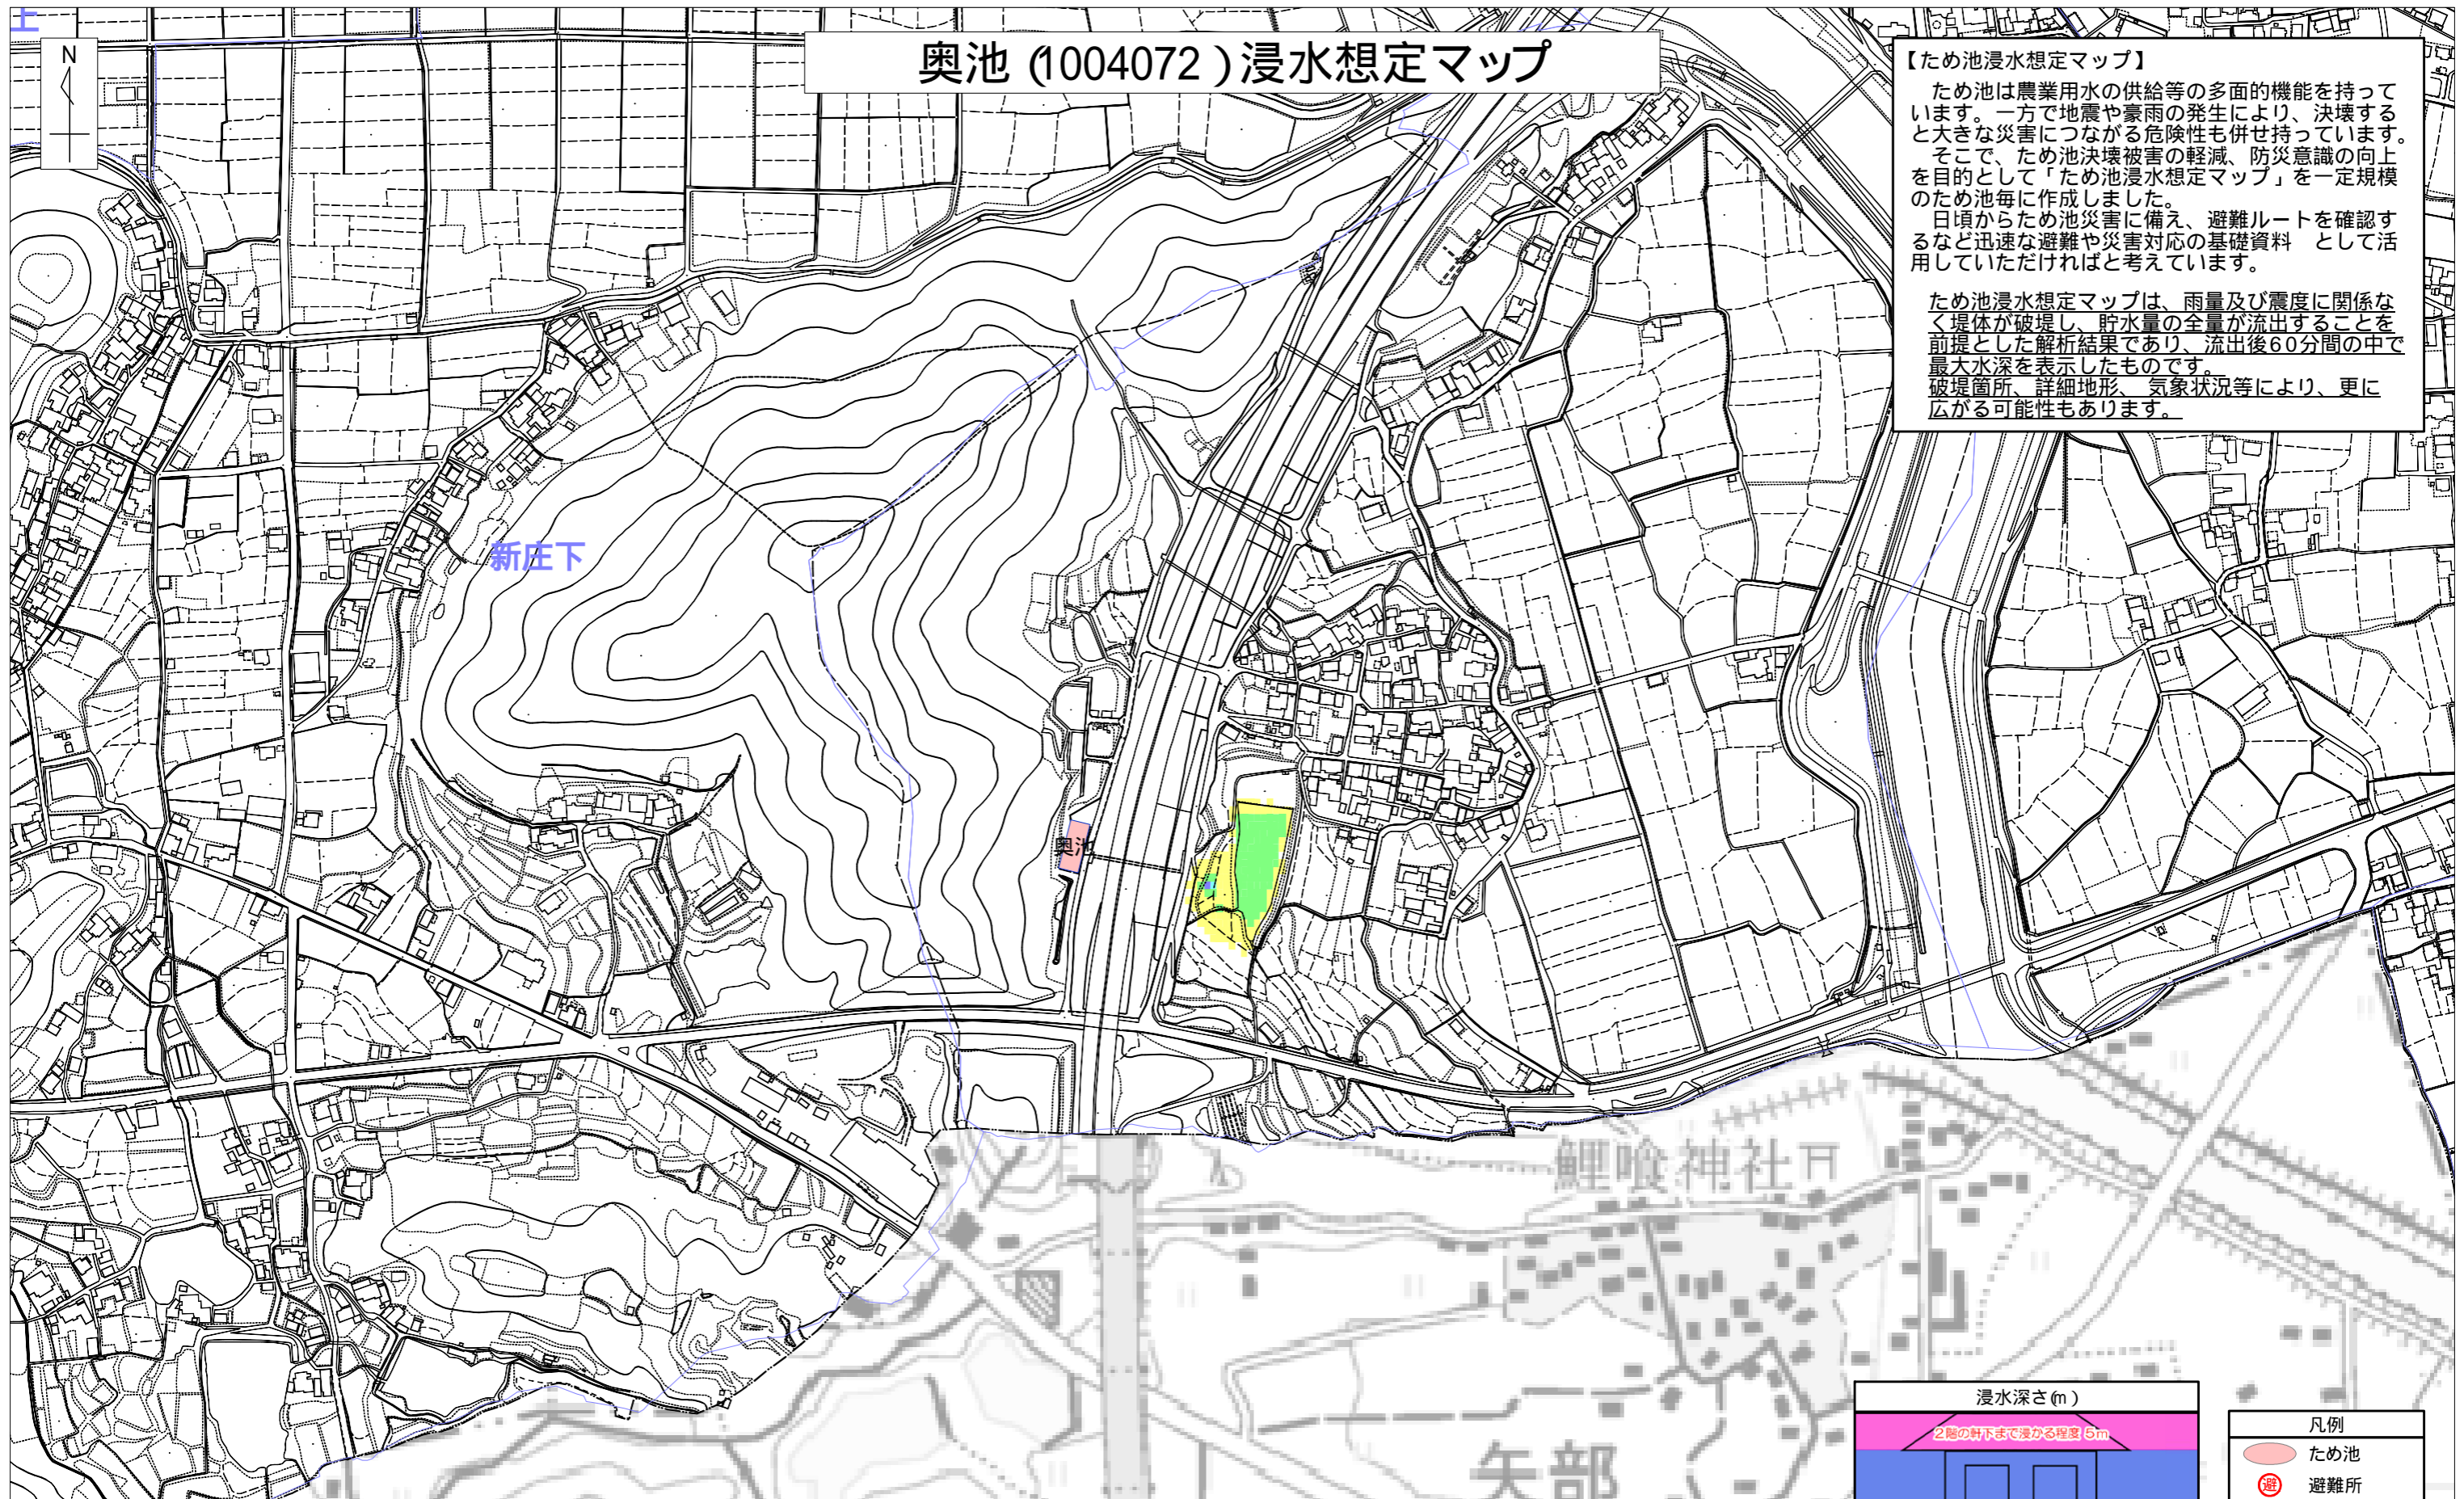 上
N
奥池 (1004072) 浸水想定マップ
【ため池浸水想定マップ】
ため池は農業用水の供給等の多面的機能を持って
います。一方で地震や豪雨の発生により、決壊する
と大きな災害につながる危険性も併せ持っています。
そこで、ため池決壊被害の軽減、防災意識の向上
を目的として「ため池浸水想定マップ」を一定規模
のため池毎に作成しました。
日頃からため池災害に備え、避難ルートを確認す
るなど迅速な避難や災害対応の基礎資料 として活
用していただければと考えています。
ため池浸水想定マップは、雨量及び震度に関係な
く堤体が破堤し、貯水量の全量が流出することを
前提とした解析結果であり、流出後60分間の中で
最大水深を表示したものです。
破堤箇所、詳細地形、気象状況等により、更に
広がる可能性もあります。
新庄下
奥池
鯉喰神社
矢部
浸水深さ(m)
2階の軒下まで浸かる程度 5m
凡例
ため池
避 避難所